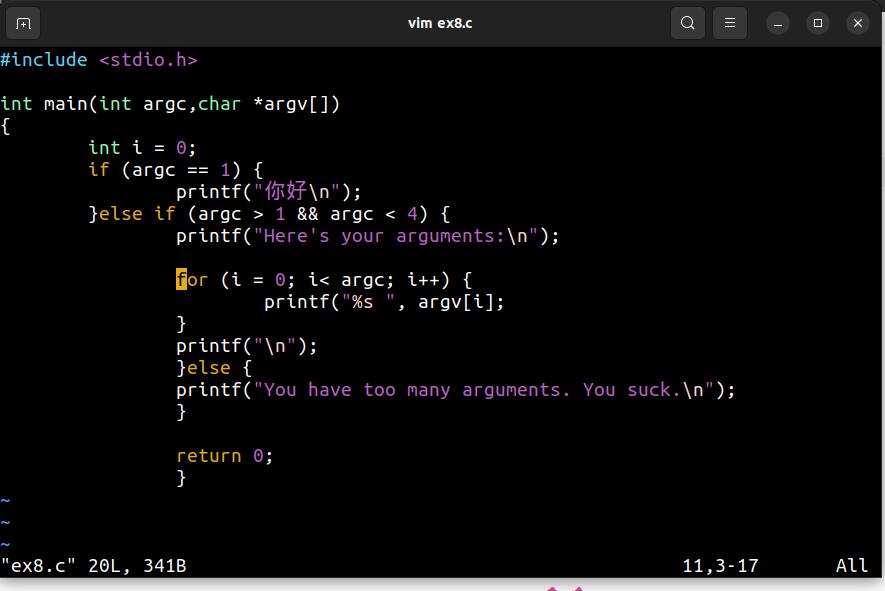 vim ex8.c
#include <stdio.h>
int main(int argc,char *argv[])
{
int i = 0;
if (argc == 1) {
printf("你好\n");
}else if (argc > 1 && argc < 4) {
printf("Here's your arguments:\n");
for (i = 0; i< argc; i++) {
printf("%s ", argv[i];
}
printf("\n");
}else {
printf("You have too many arguments. You suck.\n");
}
return 0;
}
~
~
~
"ex8.c" 20L, 341B 11,3-17 All